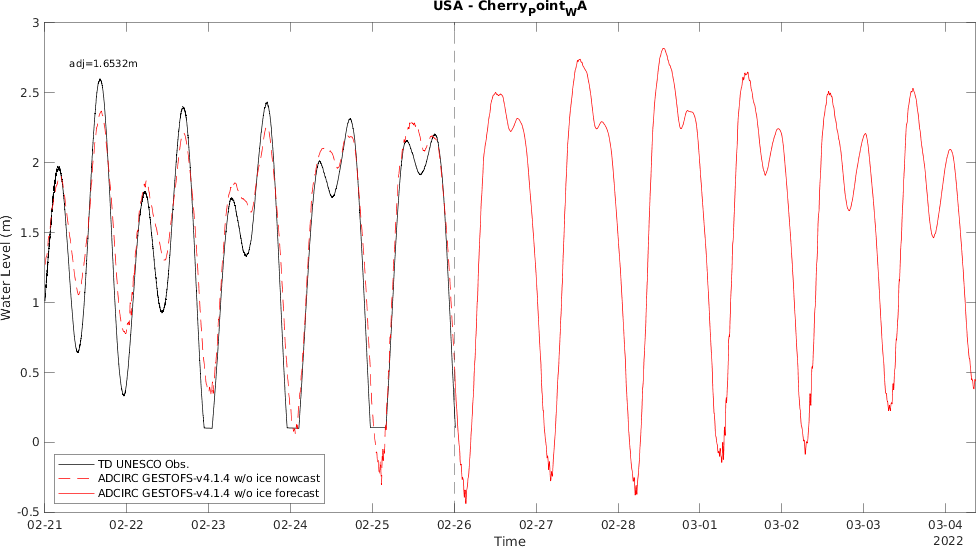 USA - CherryPointWA
adj=1.6532m
3
2.5
2
1.5
1
0.5
0
-0.5
Water Level (m)
TD UNESCO Obs.
ADCIRC GESTOFS-v4.1.4 w/o ice nowcast
ADCIRC GESTOFS-v4.1.4 w/o ice forecast
02-21 02-22 02-23 02-24 02-25 02-26 02-27 02-28 03-01 03-02 03-03 03-04
2022
Time